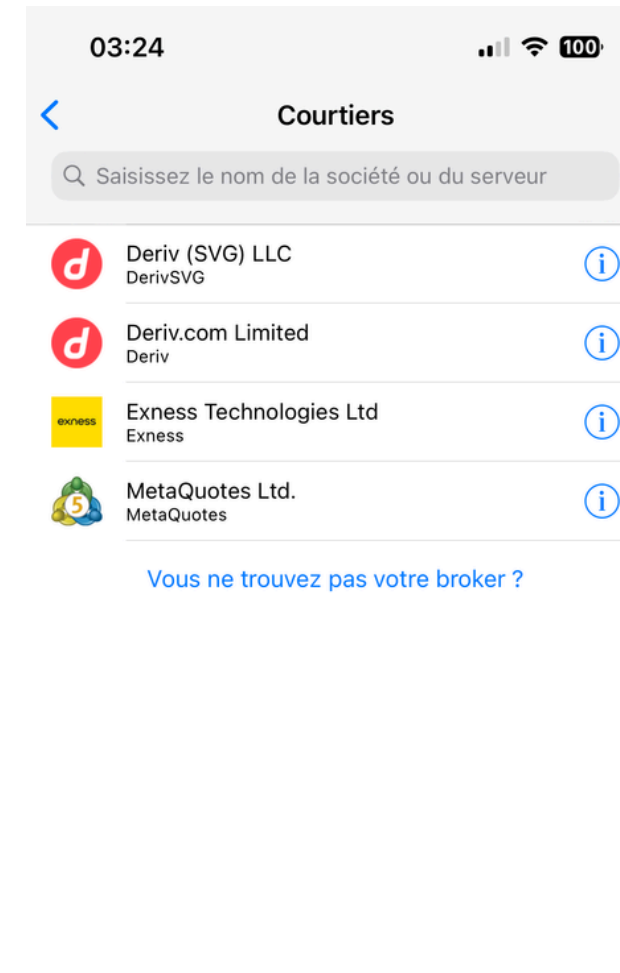 03:24
100
Courtiers
Saisissez le nom de la société ou du serveur
d
Deriv (SVG) LLC
DerivSVG
i
d
Deriv.com Limited
Deriv
i
exness
Exness Technologies Ltd
Exness
i
5
MetaQuotes Ltd.
MetaQuotes
i
Vous ne trouvez pas votre broker ?